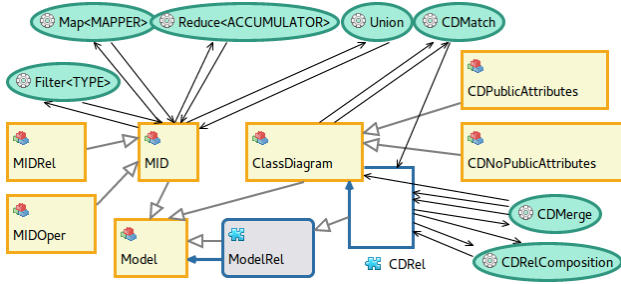 Map<MAPPER>
Reduce<ACCUMULATOR>
Union
CDMatch
Filter<TYPE>
CDPublicAttributes
MIDRel
MID
ClassDiagram
CDNoPublicAttributes
MIDOper
CDMerge
Model
ModelRel
CDRel
CDRelComposition